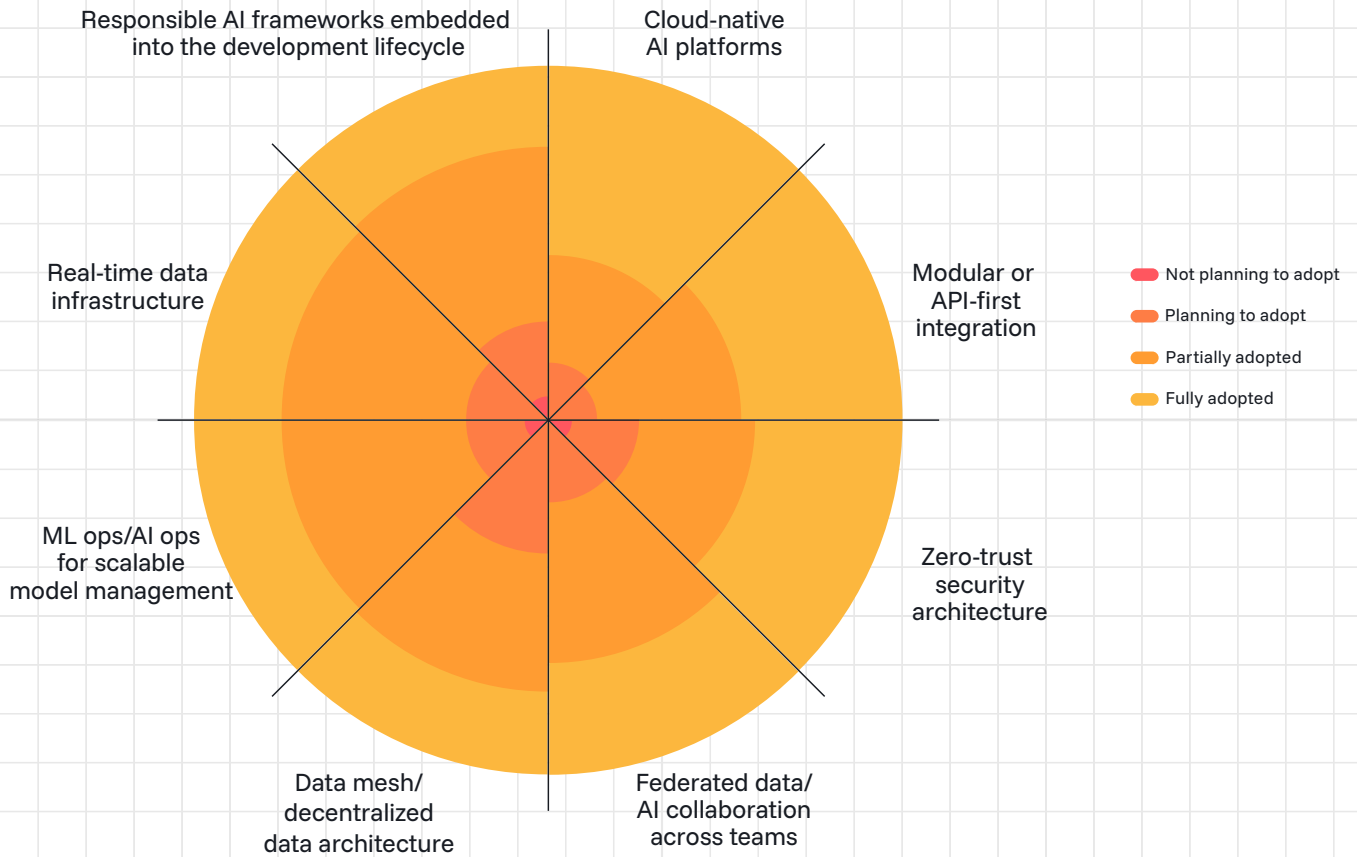 Responsible AI frameworks embedded
into the development lifecycle
Cloud-native
AI platforms
Real-time data
infrastructure
Modular or
API-first
integration
Not planning to adopt
Planning to adopt
Partially adopted
Fully adopted
ML ops/AI ops
for scalable
model management
Zero-trust
security
architecture
Data mesh/
decentralized
data architecture
Federated data/
AI collaboration
across teams